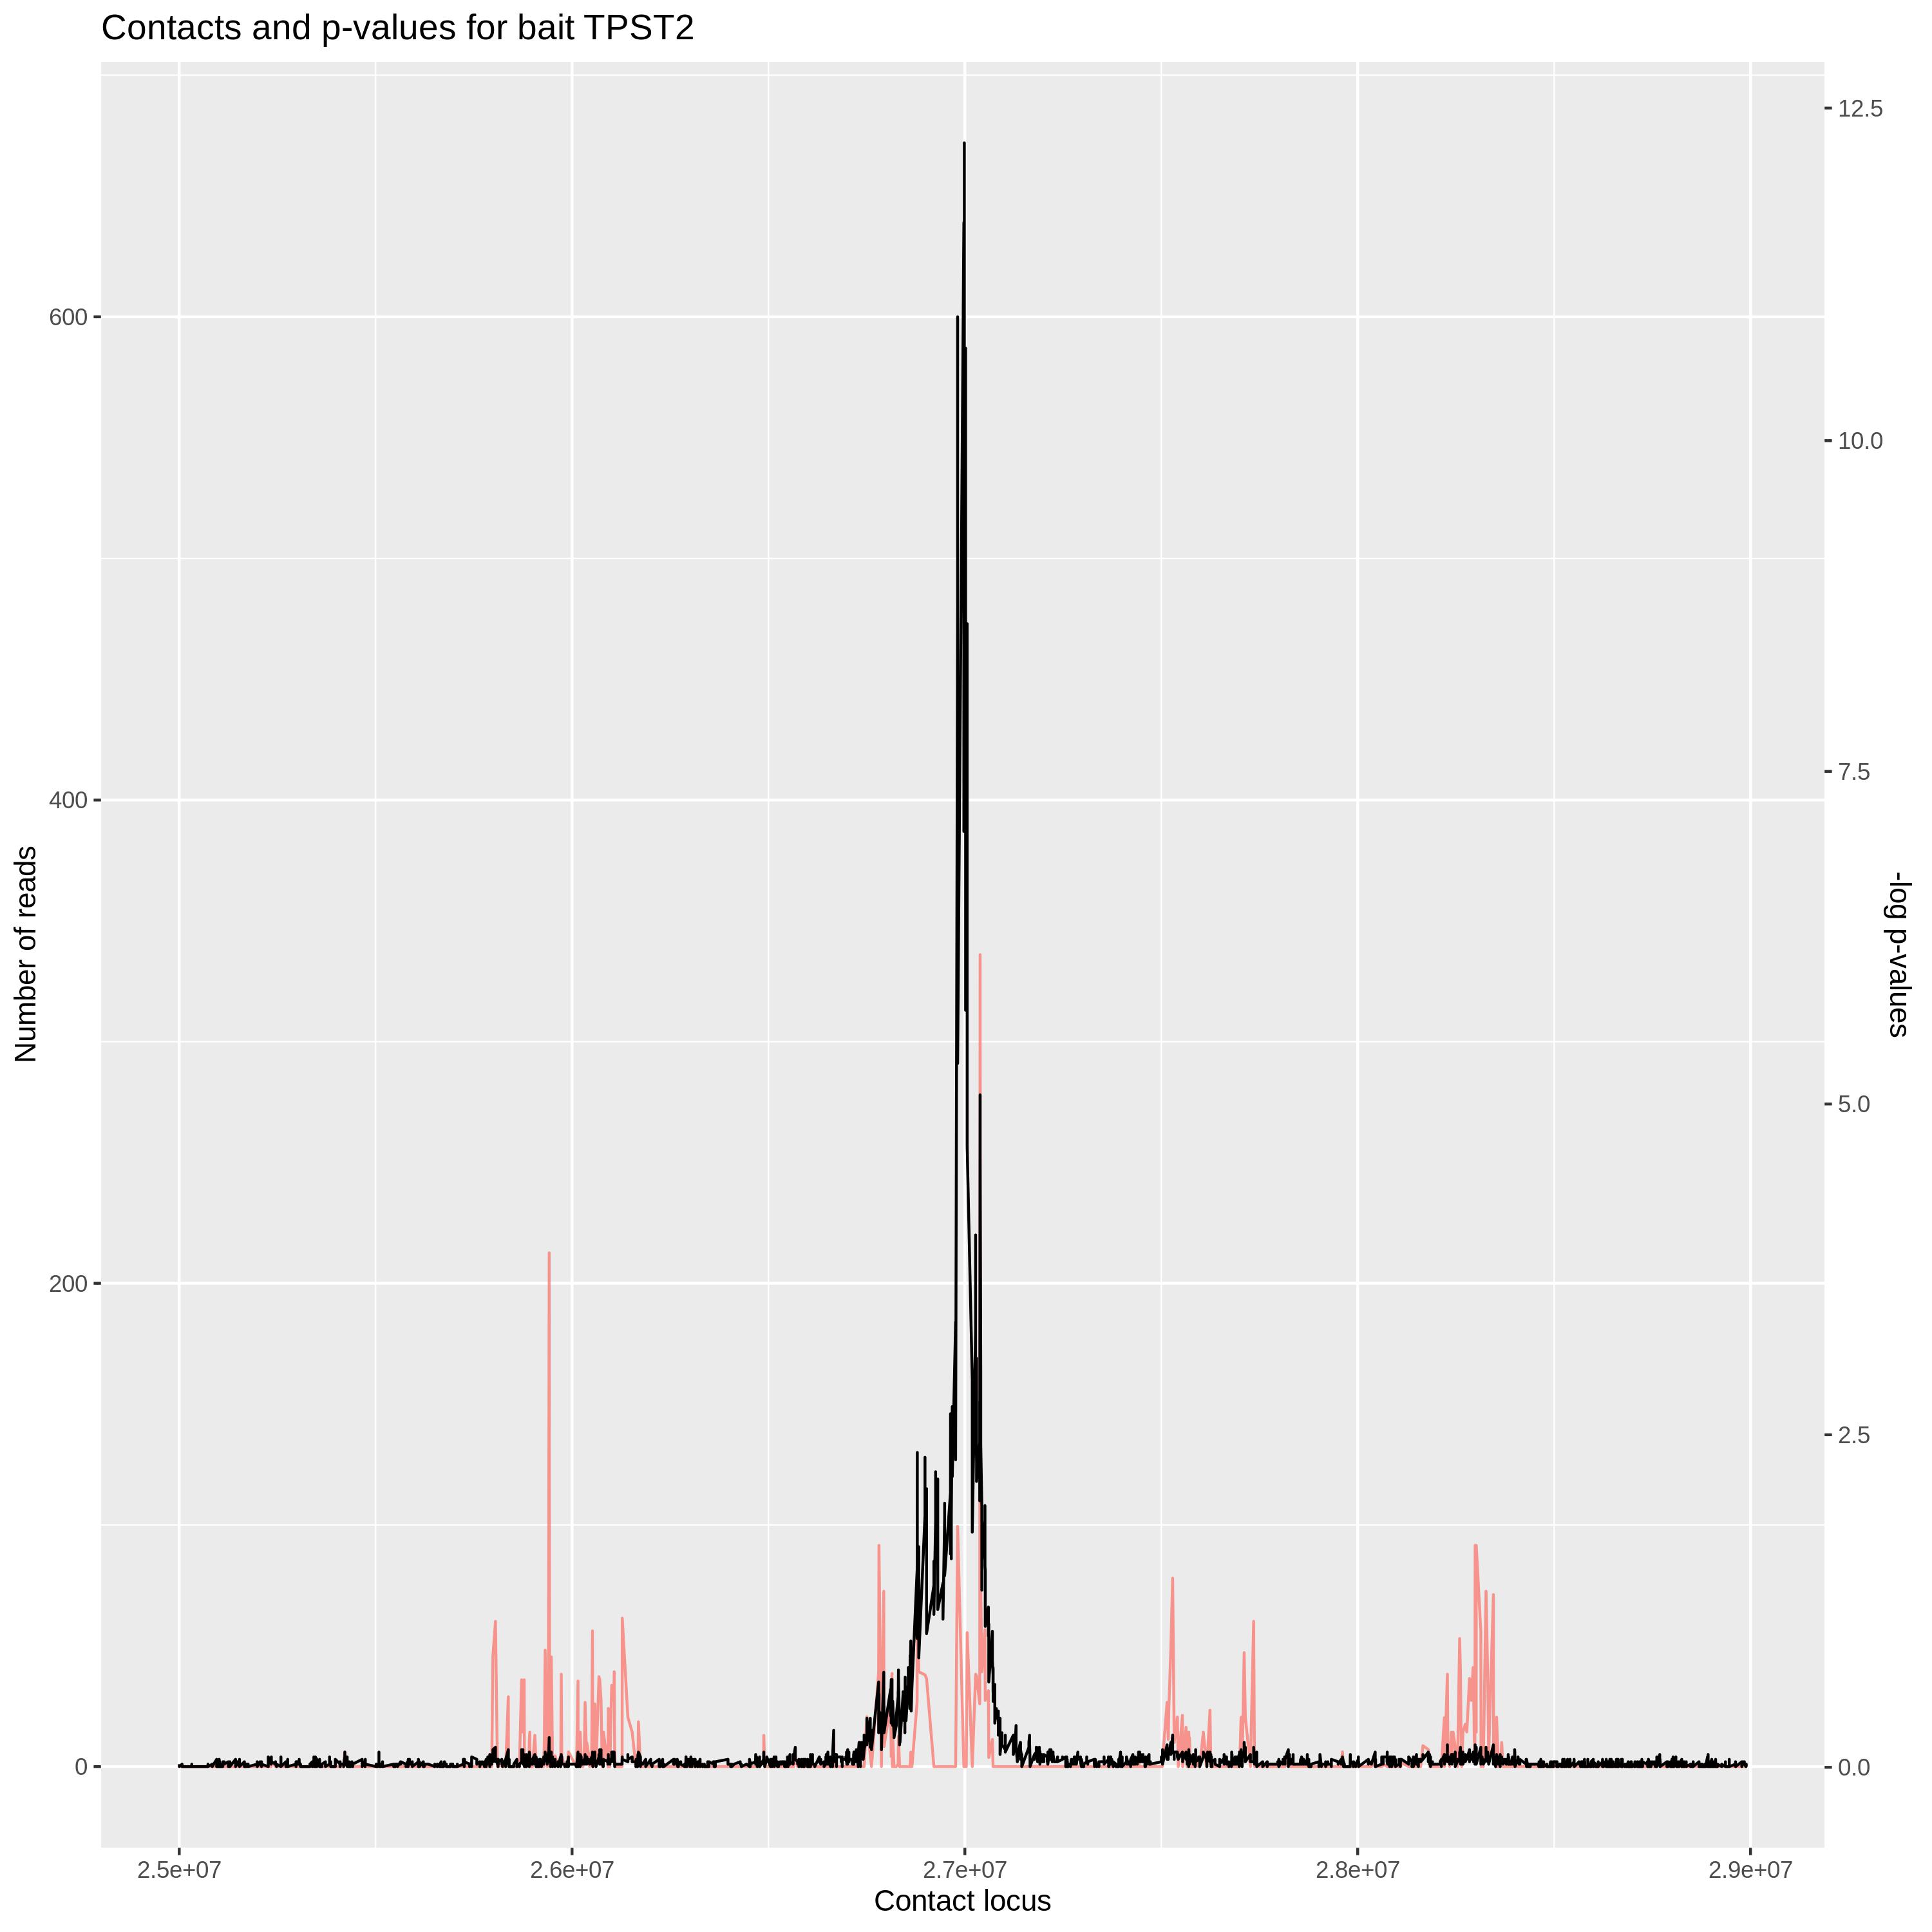 Contacts and p-values for bait TPST2
12.5
10.0
7.5
5.0
2.5
0.0
600
400
200
0
Number of reads
-log p-values
2.5e+07 2.6e+07 2.7e+07 2.8e+07 2.9e+07
Contact locus